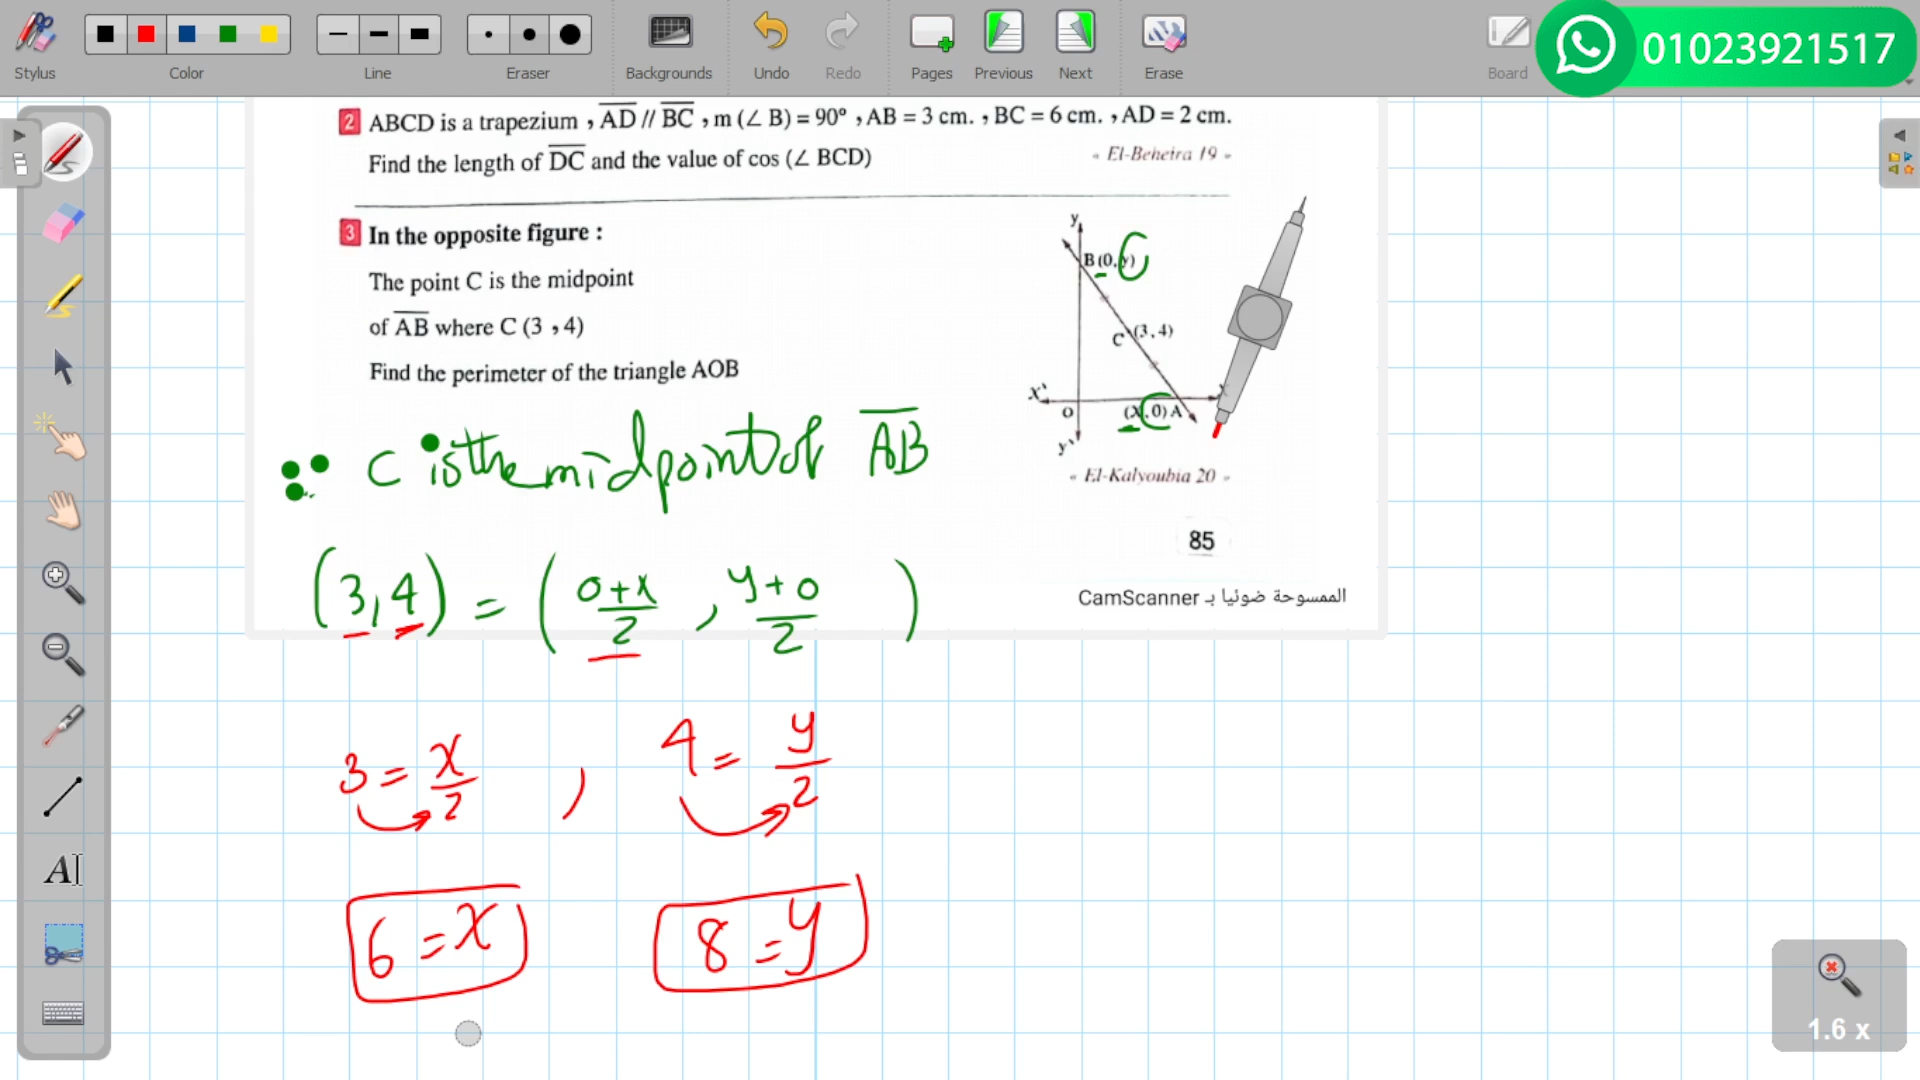 Stylus
Color
Line
Eraser
Backgrounds
Undo
Redo
Pages
Previous
Next
Erase
Board
01023921517
2 ABCD is a trapezium , AD // BC , m (∠ B) = 90° , AB = 3 cm. , BC = 6 cm. , AD = 2 cm.
Find the length of DC and the value of cos (∠ BCD)
« El-Beheira 19 »
3 In the opposite figure :
The point C is the midpoint
of AB where C (3 , 4)
Find the perimeter of the triangle AOB
y
B (0, y)
C (3, 4)
x'
O
(X, 0) A
y'
« El-Kalyoubia 20 »
85
الممسوحة ضوئيا بـ CamScanner
∵ C is the midpoint of AB
(3, 4) = ( 0+x/2 , y+0/2 )
3 = x/2 , 4 = y/2
6 = x
8 = y
AI
1.6 x